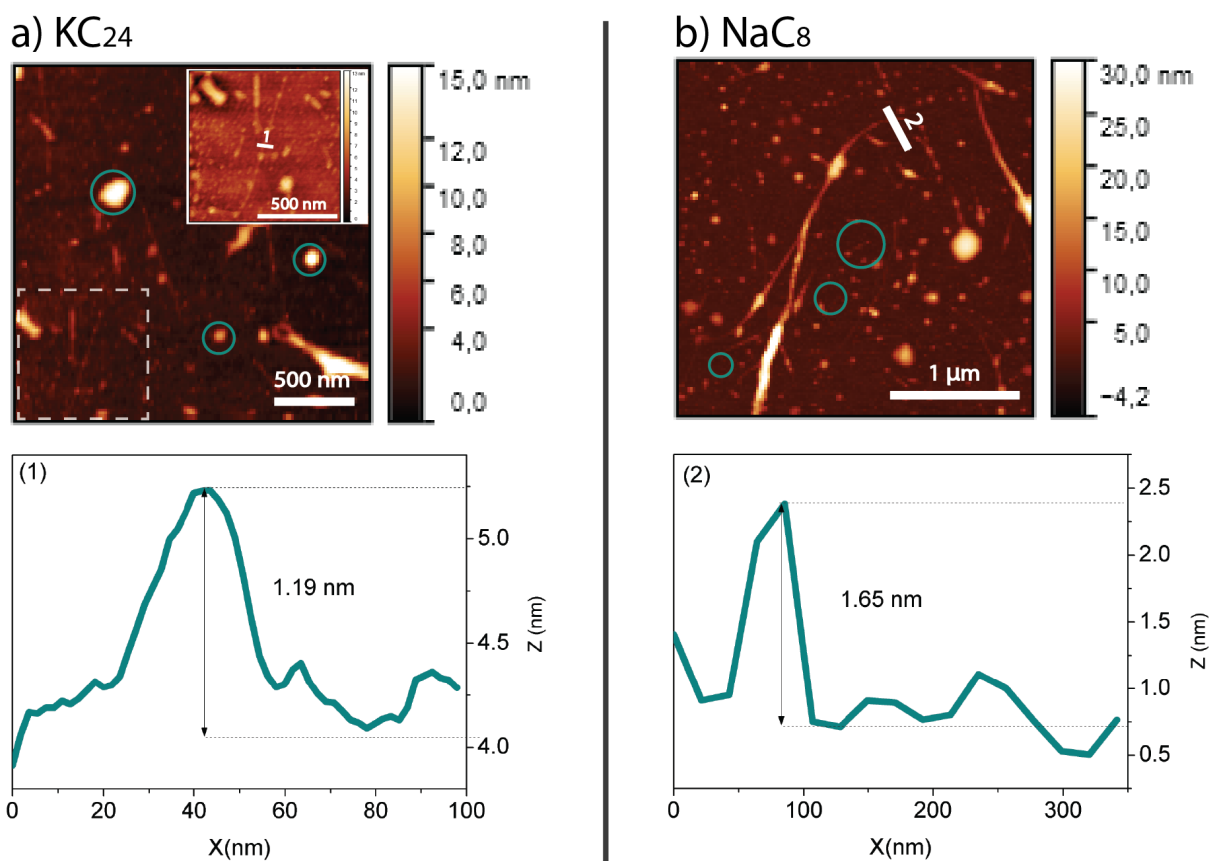 a) KC24
b) NaC8
15,0 nm
12,0
10,0
8,0
6,0
4,0
0,0
1
500 nm
500 nm
30,0 nm
25,0
20,0
15,0
10,0
5,0
−4,2
2
1 µm
(1)
1.19 nm
5.0
4.5
4.0
Z (nm)
0 20 40 60 80 100
X(nm)
(2)
1.65 nm
2.5
2.0
1.5
1.0
0.5
Z (nm)
0 100 200 300
X(nm)